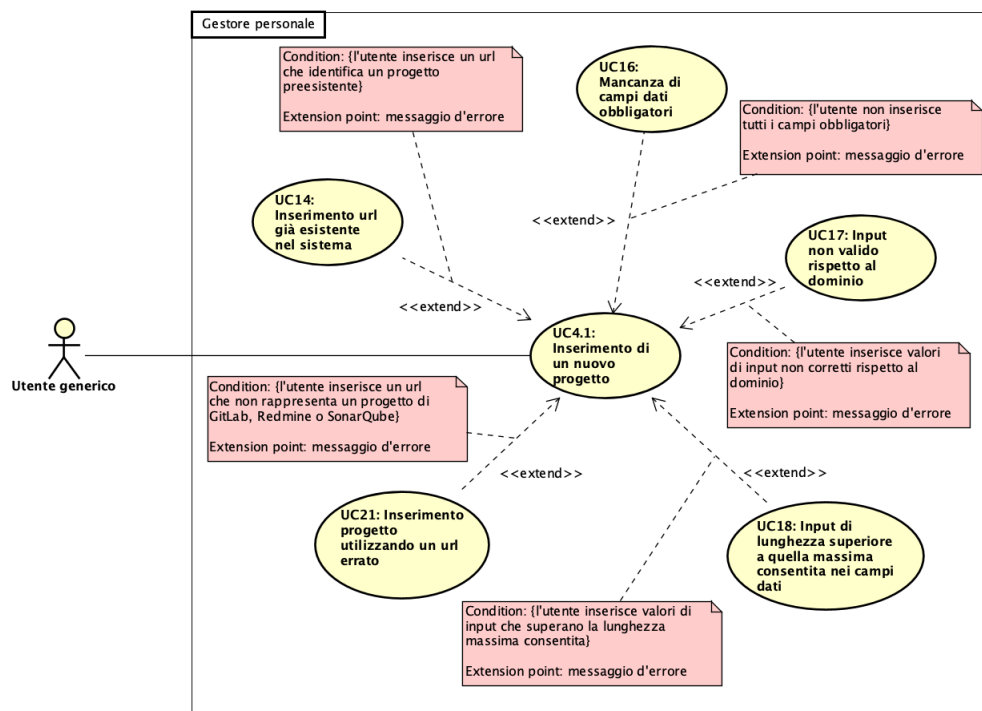 Gestore personale
Condition: {l'utente inserisce un url
che identifica un progetto
preesistente}
Extension point: messaggio d'errore
UC16:
Mancanza di
campi dati
obbligatori
Condition: {l'utente non inserisce
tutti i campi obbligatori}
Extension point: messaggio d'errore
UC14:
Inserimento url
già esistente
nel sistema
<<extend>>
UC17: Input
non valido
rispetto al
dominio
<<extend>>
<<extend>>
UC4.1:
Inserimento di
un nuovo
progetto
Utente generico
Condition: {l'utente inserisce valori
di input non corretti rispetto al
dominio}
Extension point: messaggio d'errore
Condition: {l'utente inserisce un url
che non rappresenta un progetto di
GitLab, Redmine o SonarQube}
Extension point: messaggio d'errore
<<extend>>
<<extend>>
UC21: Inserimento
progetto
utilizzando un url
errato
UC18: Input di
lunghezza superiore
a quella massima
consentita nei campi
dati
Condition: {l'utente inserisce valori di
input che superano la lunghezza
massima consentita}
Extension point: messaggio d'errore